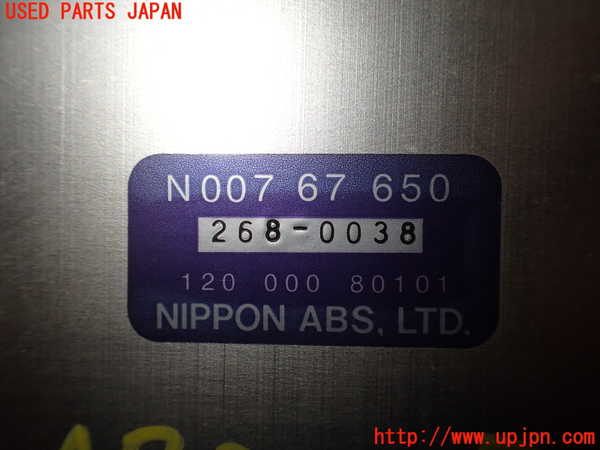 USED PARTS JAPAN
N007 67 650
268-0038
120 000 80101
NIPPON ABS, LTD.
http://www.upjpn.com/